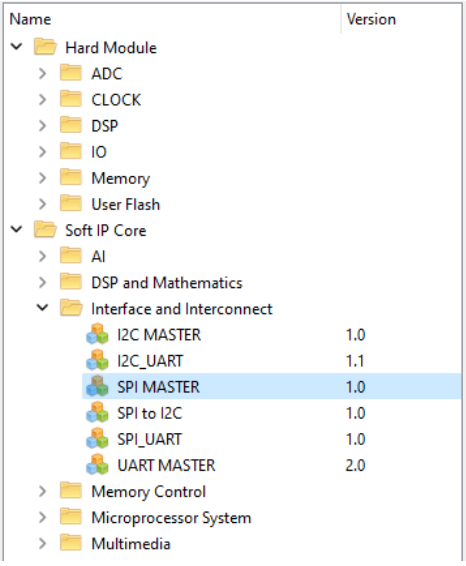 Name Version
Hard Module
ADC
CLOCK
DSP
IO
Memory
User Flash
Soft IP Core
AI
DSP and Mathematics
Interface and Interconnect
I2C MASTER 1.0
I2C_UART 1.1
SPI MASTER 1.0
SPI to I2C 1.0
SPI_UART 1.0
UART MASTER 2.0
Memory Control
Microprocessor System
Multimedia